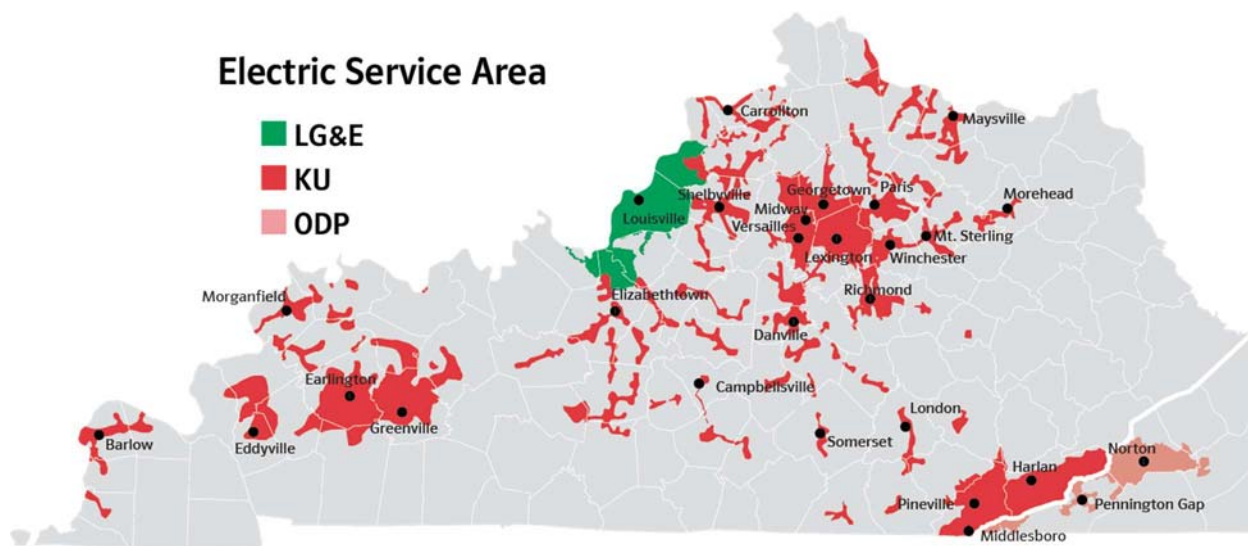 Electric Service Area
LG&E
KU
ODP
Carrollton
Maysville
Georgetown
Paris
Morehead
Shelbyville
Louisville
Midway
Versailles
Mt. Sterling
Lexington
Winchester
Morganfield
Elizabethtown
Richmond
Danville
Earlington
Campbellsville
Greenville
London
Barlow
Eddyville
Somerset
Norton
Harlan
Pineville
Pennington Gap
Middlesboro